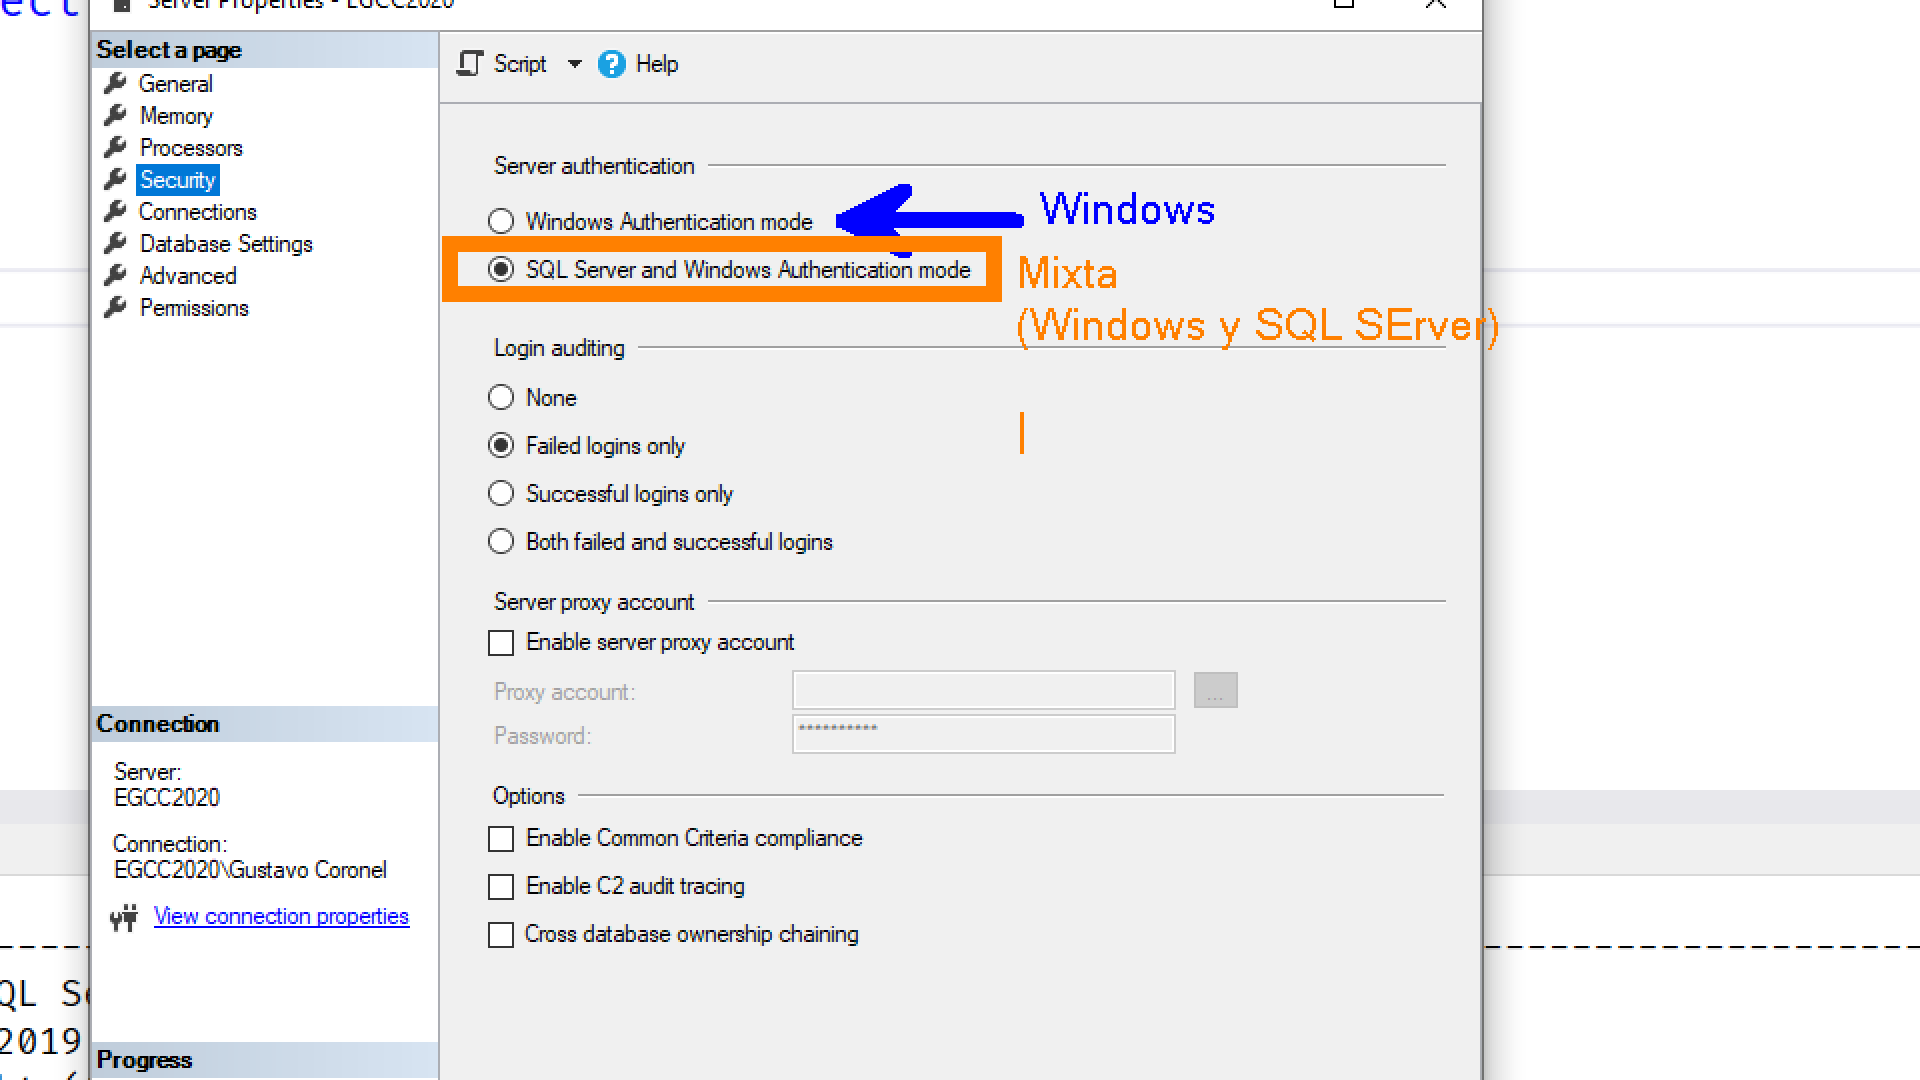 Server Properties - EGCC2020
Select a page
General
Memory
Processors
Security
Connections
Database Settings
Advanced
Permissions
Script
Help
Server authentication
Windows Authentication mode
Windows
SQL Server and Windows Authentication mode
Mixta
(Windows y SQL SErver)
Login auditing
None
Failed logins only
Successful logins only
Both failed and successful logins
Server proxy account
Enable server proxy account
Proxy account:
...
Password:
**********
Options
Enable Common Criteria compliance
Enable C2 audit tracing
Cross database ownership chaining
Connection
Server:
EGCC2020
Connection:
EGCC2020\Gustavo Coronel
View connection properties
Progress
ect
QL Se
2019